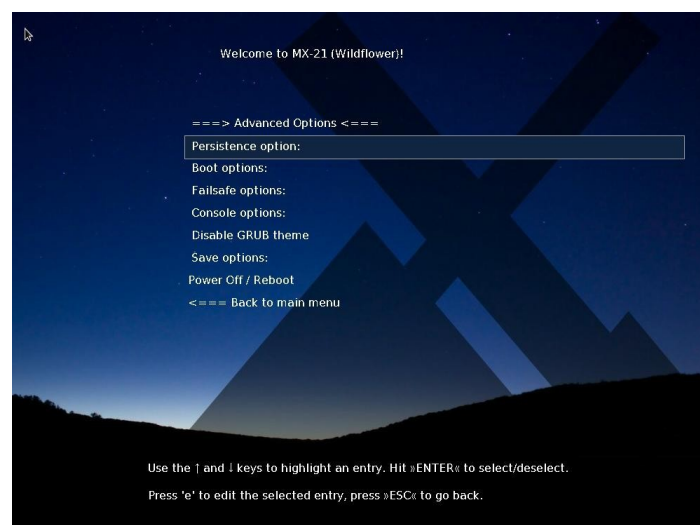 Welcome to MX-21 (Wildflower)!
===> Advanced Options <===
Persistence option:
Boot options:
Failsafe options:
Console options:
Disable GRUB theme
Save options:
Power Off / Reboot
<=== Back to main menu
Use the ↑ and ↓ keys to highlight an entry. Hit »ENTER« to select/deselect.
Press 'e' to edit the selected entry, press »ESC« to go back.